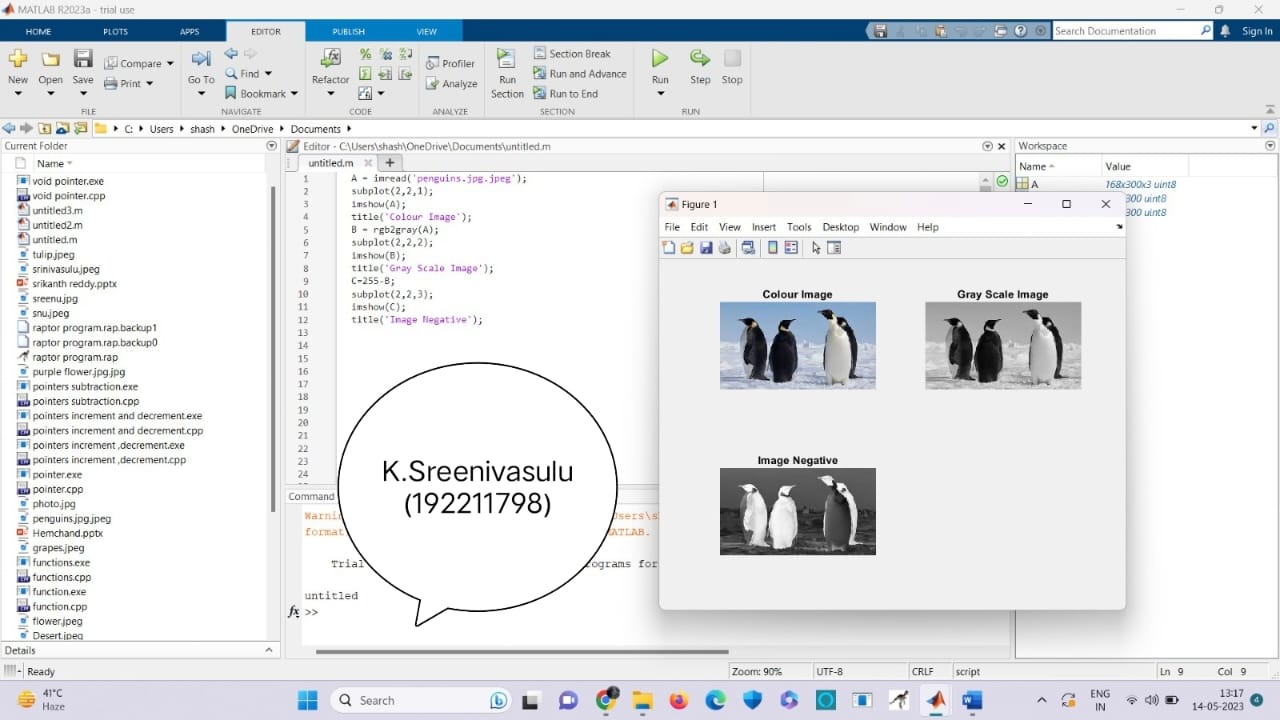 MATLAB R2023a - trial use
HOME PLOTS APPS EDITOR PUBLISH VIEW
Search Documentation
Sign In
New Open Save Compare Print
FILE
Go To Find Bookmark
NAVIGATE
Refactor
CODE
Profiler Analyze
ANALYZE
Run Section
Section Break
Run and Advance
Run to End
SECTION
Run Step Stop
RUN
C: Users shash OneDrive Documents
Current Folder
Name
void pointer.exe
void pointer.cpp
untitled3.m
untitled2.m
untitled.m
tulip.jpeg
srinivasulu.jpeg
srikanth reddy.pptx
sreenu.jpg
snu.jpeg
raptor program.rap.backup1
raptor program.rap.backup0
raptor program.rap
purple flower.jpg.jpg
pointers subtraction.exe
pointers subtraction.cpp
pointers increment and decrement.exe
pointers increment and decrement.cpp
pointers increment ,decrement.exe
pointers increment ,decrement.cpp
pointer.exe
pointer.cpp
photo.jpg
penguins.jpg.jpeg
Hemchand.pptx
grapes.jpeg
functions.exe
functions.cpp
function.exe
function.cpp
flower.jpeg
Desert.jpeg
Details
Editor - C:\Users\shash\OneDrive\Documents\untitled.m
untitled.m
1 A = imread('penguins.jpg.jpeg');
2 subplot(2,2,1);
3 imshow(A);
4 title('Colour Image');
5 B = rgb2gray(A);
6 subplot(2,2,2);
7 imshow(B);
8 title('Gray Scale Image');
9 C=255-B;
10 subplot(2,2,3);
11 imshow(C);
12 title('Image Negative');
13
14
15
16
17
18
19
20
21
22
23
24
K.Sreenivasulu
(192211798)
Command
Warnin
sers\s
format
ATLAB.
Trial
ograms for
untitled
fx >>
Workspace
Name Value
A 168x300x3 uint8
300 uint8
300 uint8
Figure 1
File Edit View Insert Tools Desktop Window Help
Colour Image
Gray Scale Image
Image Negative
Ready
Zoom: 90% UTF-8 CRLF script Ln 9 Col 9
41°C
Haze
Search
ENG
IN
13:17
14-05-2023
4